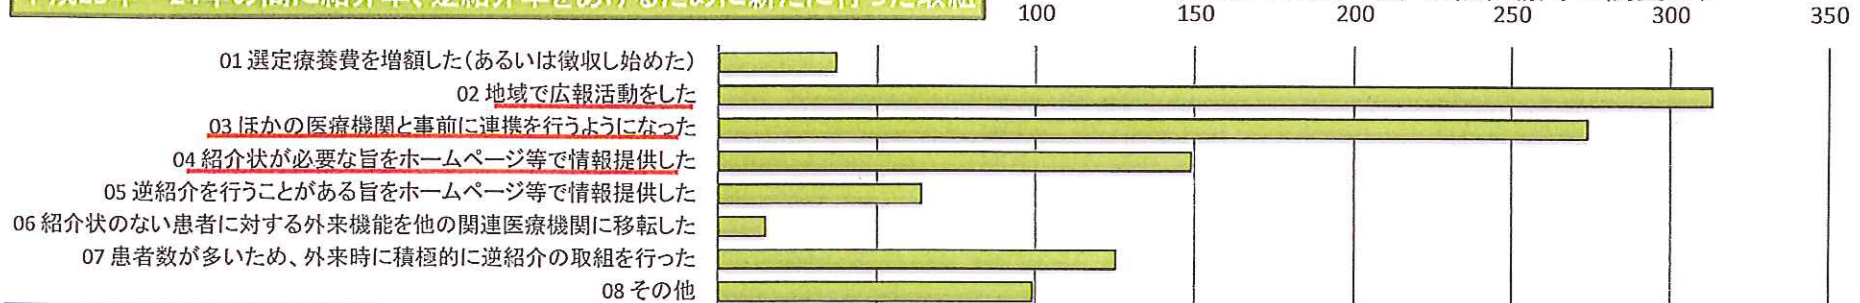 100 150 200 250 300 350
01 選定療養費を増額した(あるいは徴収し始めた)
02 地域で広報活動をした
03 ほかの医療機関と事前に連携を行うようになった
04 紹介状が必要な旨をホームページ等で情報提供した
05 逆紹介を行うことがある旨をホームページ等で情報提供した
06 紹介状のない患者に対する外来機能を他の関連医療機関に移転した
07 患者数が多いため、外来時に積極的に逆紹介の取組を行った
08 その他